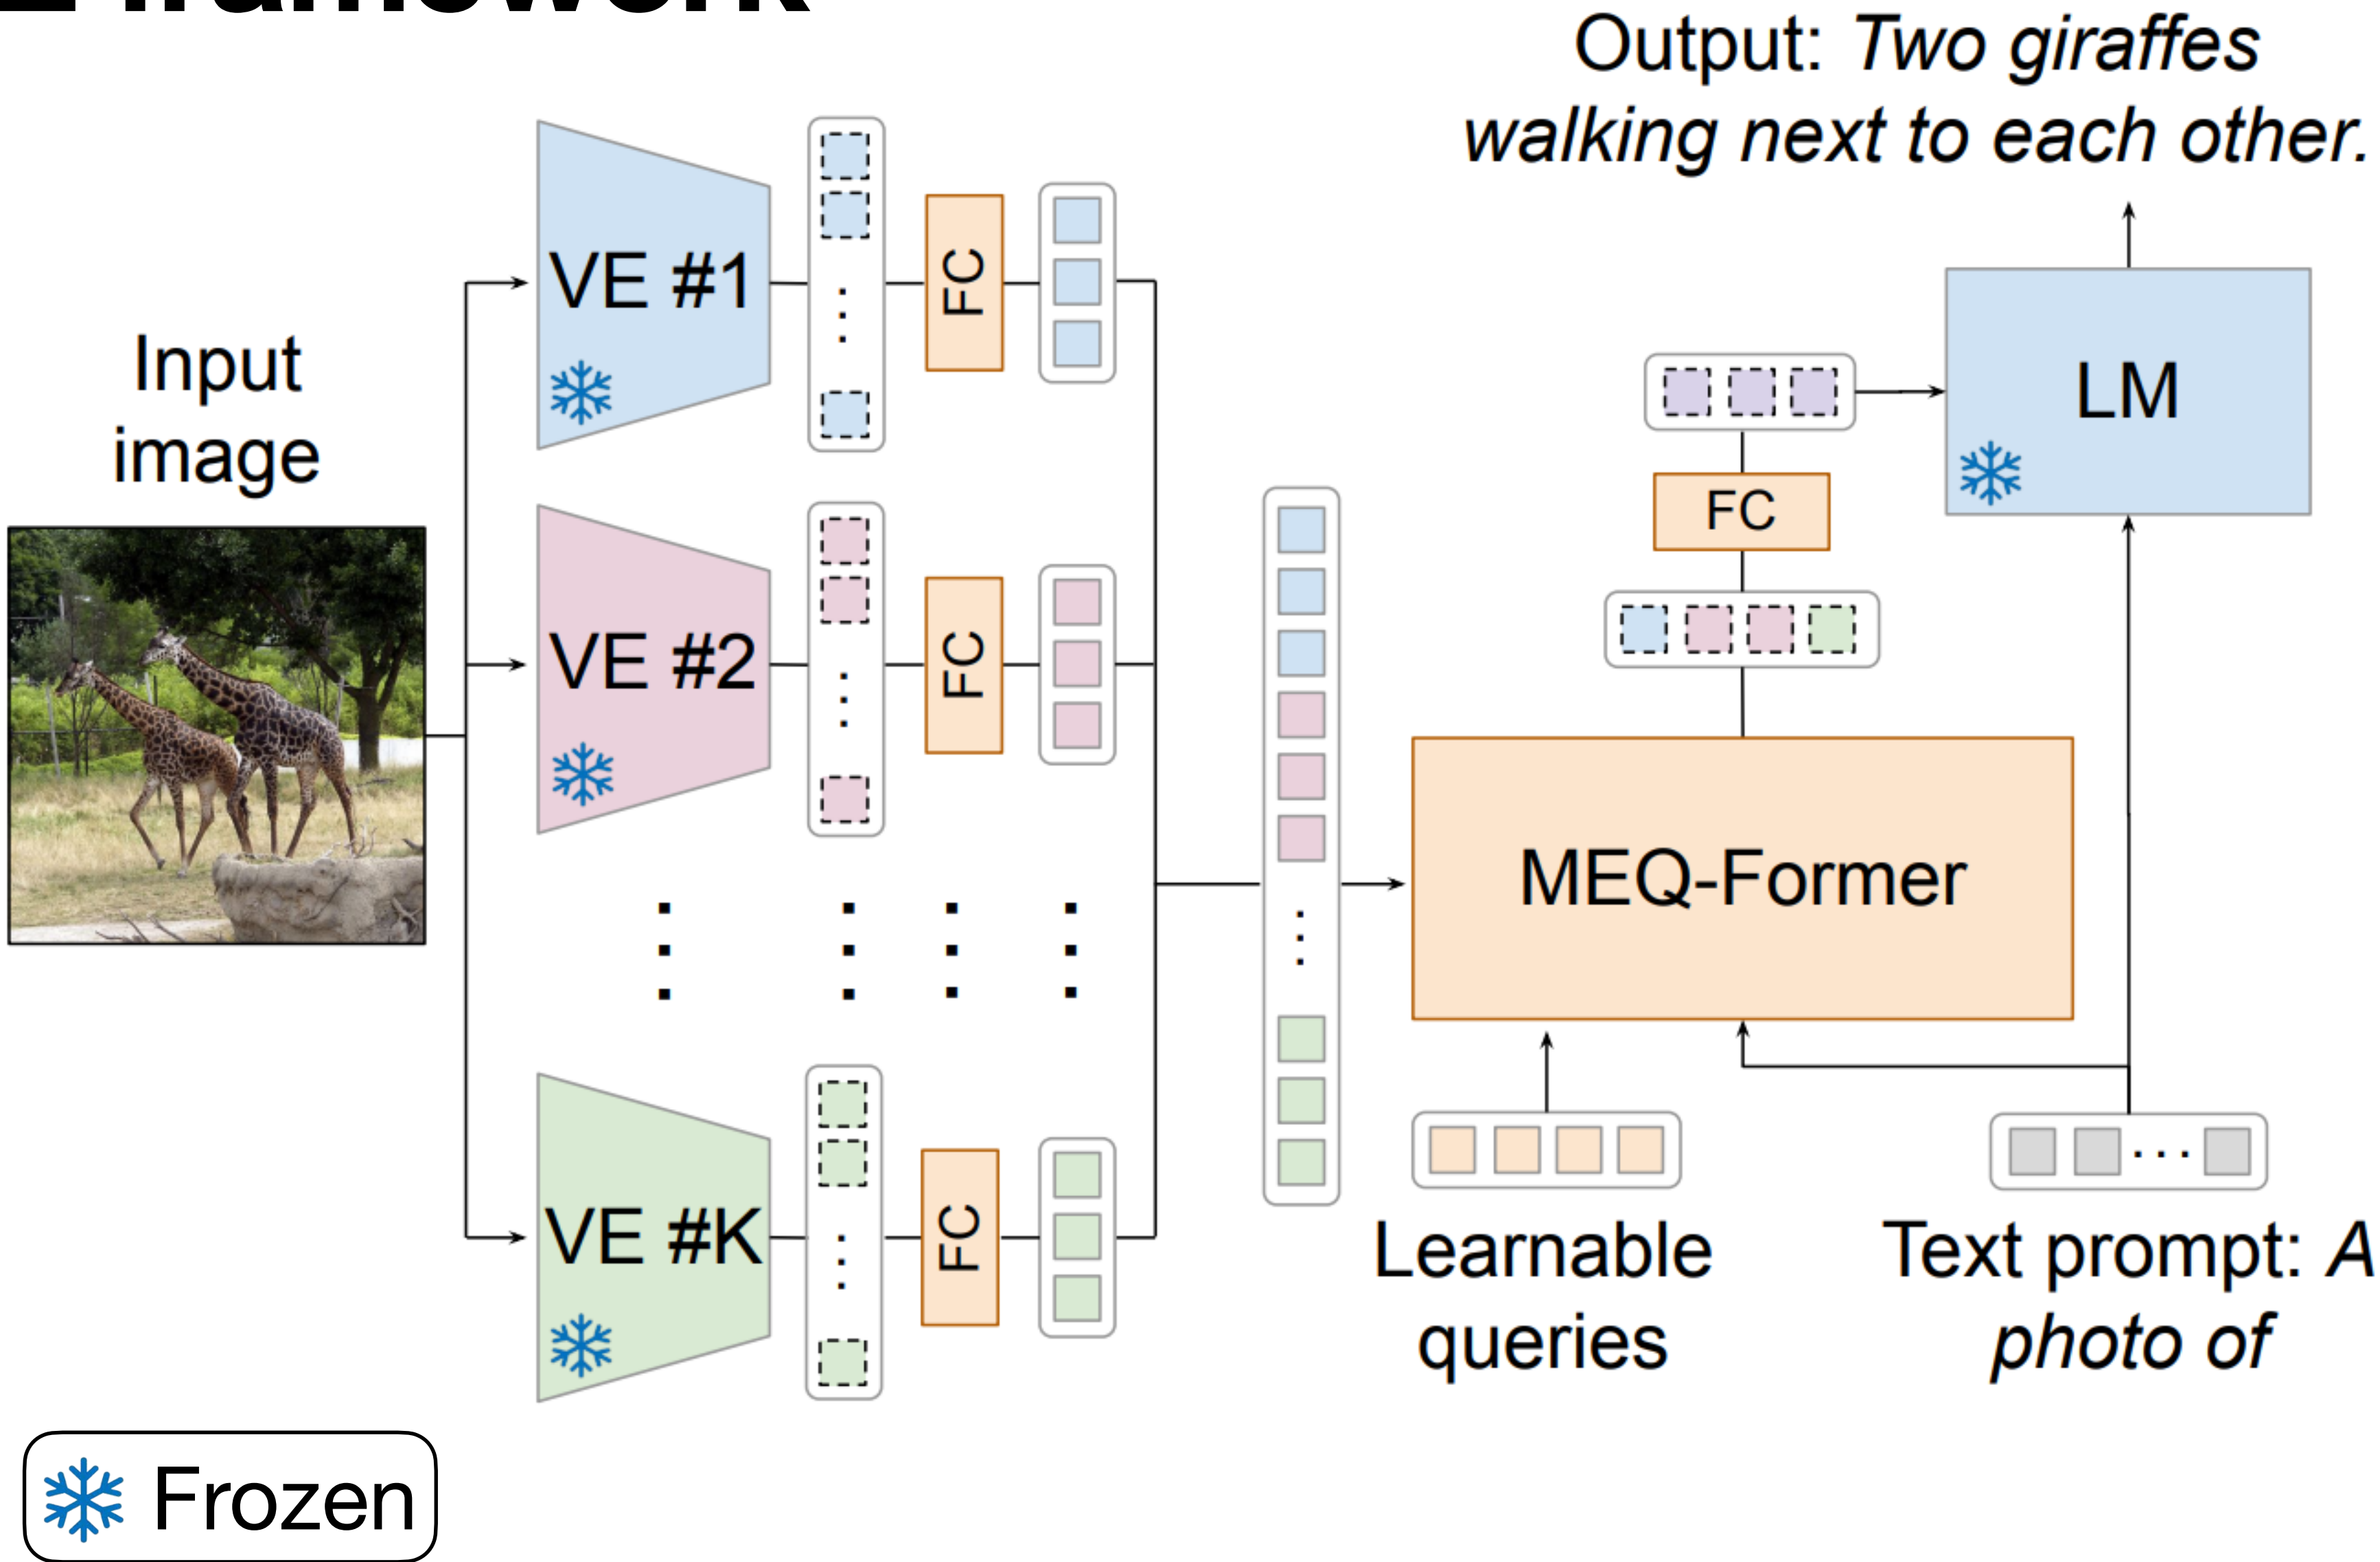 framework
Output: Two giraffes
walking next to each other.
Input
image
VE #1
FC
VE #2
FC
VE #K
FC
LM
FC
MEQ-Former
Learnable
queries
Text prompt: A
photo of
Frozen